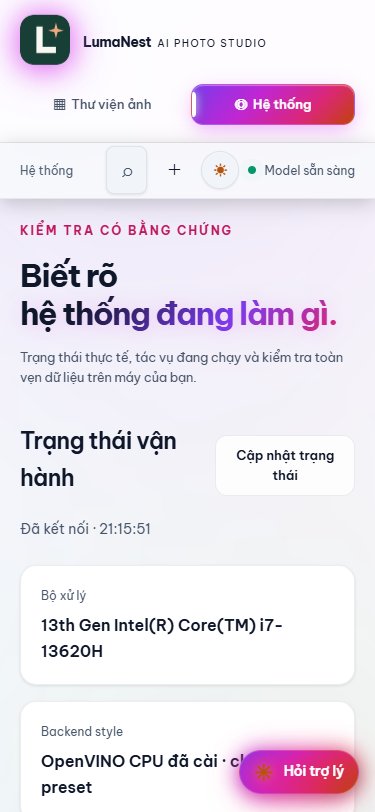 LumaNest AI PHOTO STUDIO
Thư viện ảnh
Hệ thống
Hệ thống
Model sẵn sàng
KIỂM TRA CÓ BẰNG CHỨNG
Biết rõ
hệ thống đang làm gì.
Trạng thái thực tế, tác vụ đang chạy và kiểm tra toàn
vẹn dữ liệu trên máy của bạn.
Trạng thái vận
hành
Cập nhật trạng
thái
Đã kết nối · 21:15:51
Bộ xử lý
13th Gen Intel(R) Core(TM) i7-
13620H
Backend style
OpenVINO CPU đã cài ·
preset
Hỏi trợ lý